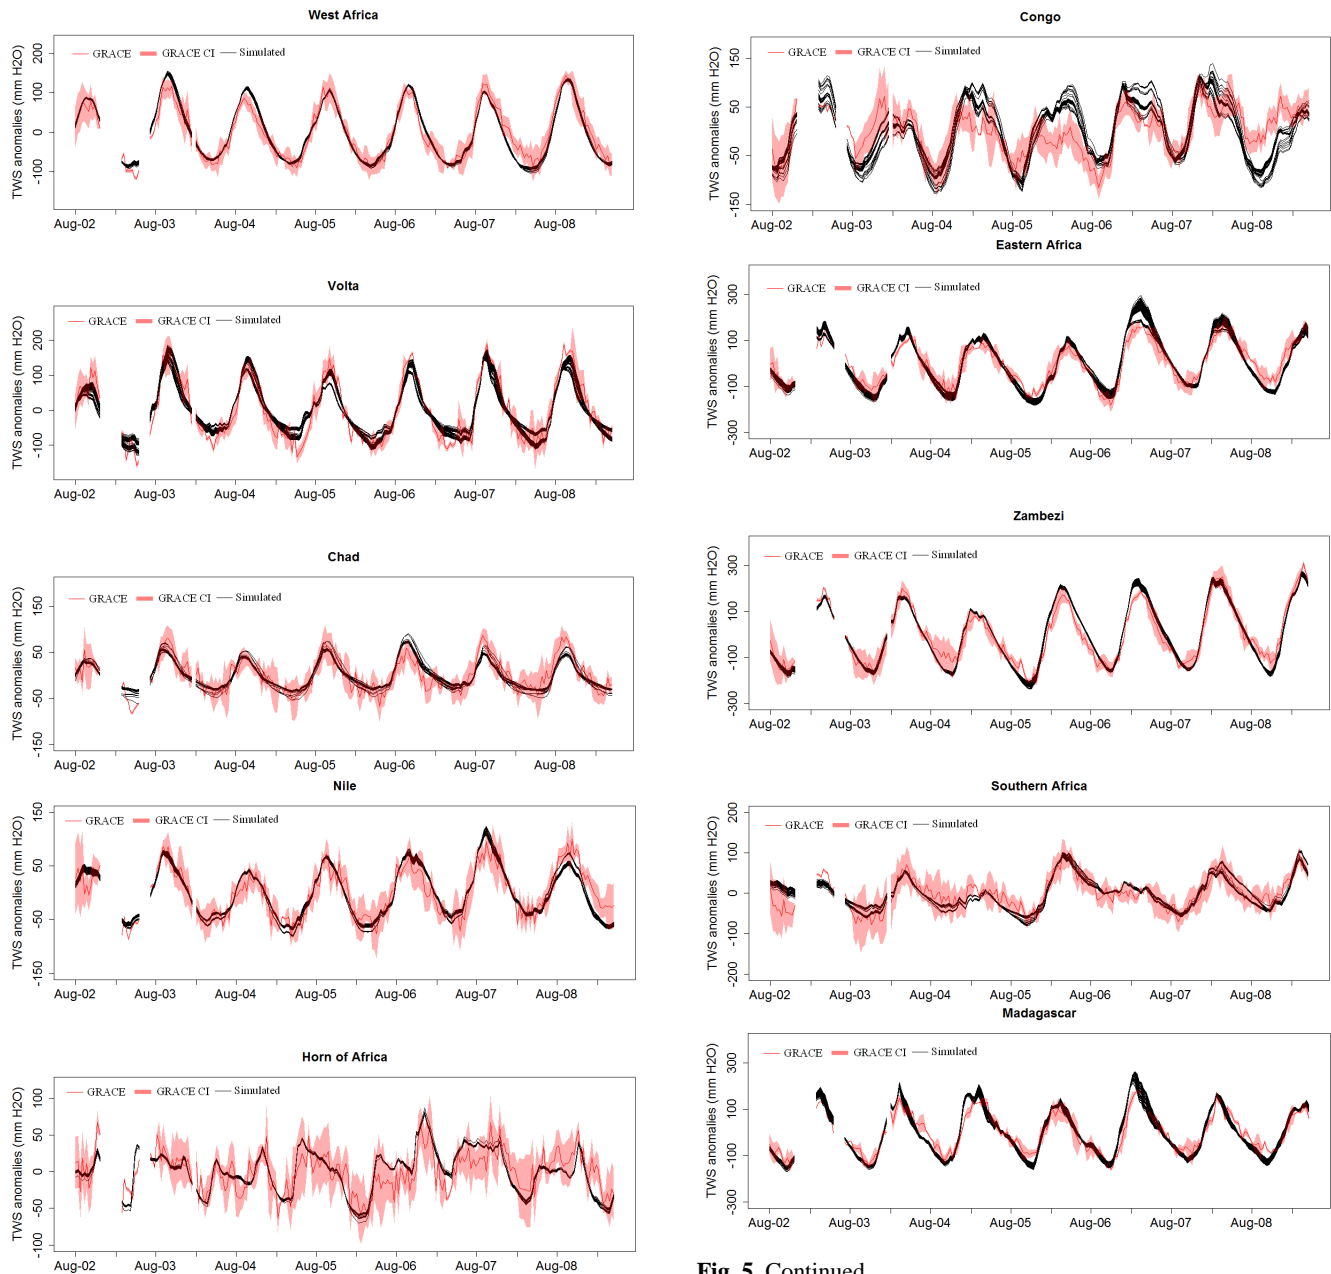 West Africa
TWS anomalies (mm H2O)
200
100
0
-100
GRACE GRACE CI Simulated
Aug-02 Aug-03 Aug-04 Aug-05 Aug-06 Aug-07 Aug-08
Volta
TWS anomalies (mm H2O)
200
100
0
-100
GRACE GRACE CI Simulated
Aug-02 Aug-03 Aug-04 Aug-05 Aug-06 Aug-07 Aug-08
Chad
TWS anomalies (mm H2O)
150
50
-50
-150
GRACE GRACE CI Simulated
Aug-02 Aug-03 Aug-04 Aug-05 Aug-06 Aug-07 Aug-08
Nile
TWS anomalies (mm H2O)
150
50
-50
-150
GRACE GRACE CI Simulated
Aug-02 Aug-03 Aug-04 Aug-05 Aug-06 Aug-07 Aug-08
Horn of Africa
TWS anomalies (mm H2O)
100
50
0
-50
-100
GRACE GRACE CI Simulated
Aug-02 Aug-03 Aug-04 Aug-05 Aug-06 Aug-07 Aug-08
Congo
TWS anomalies (mm H2O)
150
50
-50
-150
GRACE GRACE CI Simulated
Aug-02 Aug-03 Aug-04 Aug-05 Aug-06 Aug-07 Aug-08
Eastern Africa
TWS anomalies (mm H2O)
300
100
-100
-300
GRACE GRACE CI Simulated
Aug-02 Aug-03 Aug-04 Aug-05 Aug-06 Aug-07 Aug-08
Zambezi
TWS anomalies (mm H2O)
300
100
-100
-300
GRACE GRACE CI Simulated
Aug-02 Aug-03 Aug-04 Aug-05 Aug-06 Aug-07 Aug-08
Southern Africa
TWS anomalies (mm H2O)
200
100
0
-100
-200
GRACE GRACE CI Simulated
Aug-02 Aug-03 Aug-04 Aug-05 Aug-06 Aug-07 Aug-08
Madagascar
TWS anomalies (mm H2O)
300
100
-100
-300
GRACE GRACE CI Simulated
Aug-02 Aug-03 Aug-04 Aug-05 Aug-06 Aug-07 Aug-08
Fig. 5. Continued.